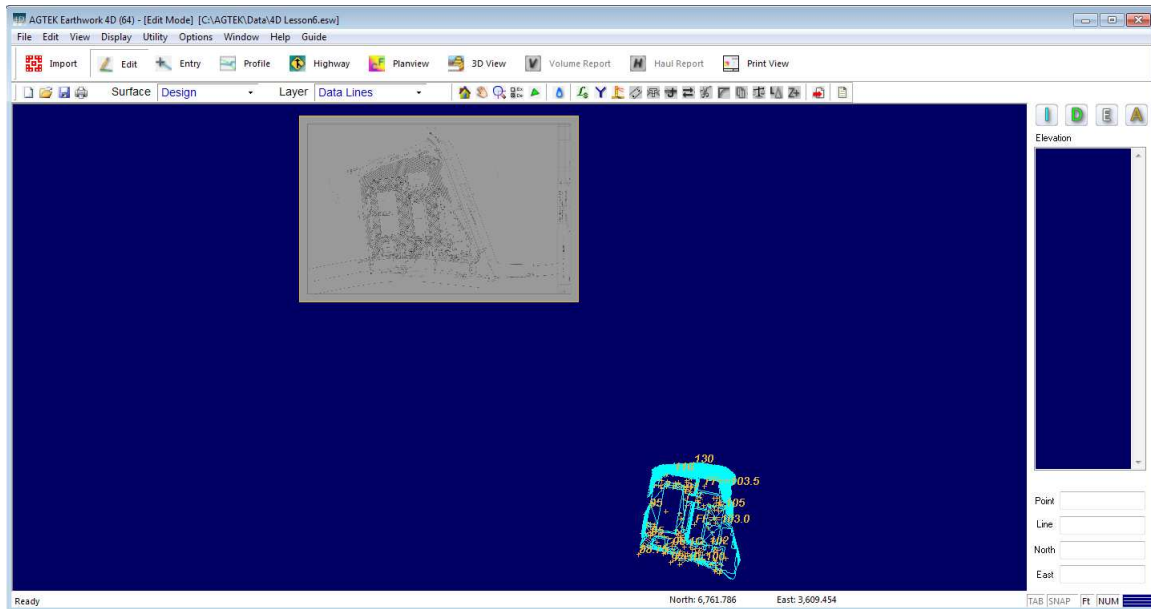 AGTEK Earthwork 4D (64) - [Edit Mode]  [C:\AGTEK\Data\4D Lesson6.esw]
File Edit View Display Utility Options Window Help Guide
Import Edit Entry Profile Highway Planview 3D View Volume Report Haul Report Print View
Surface Design Layer Data Lines
I D E A
Elevation
130
103.5
105
95
103.0
102
100
Point
Line
North
East
Ready North: 6,761.786 East: 3,609.454 TAB SNAP Ft NUM